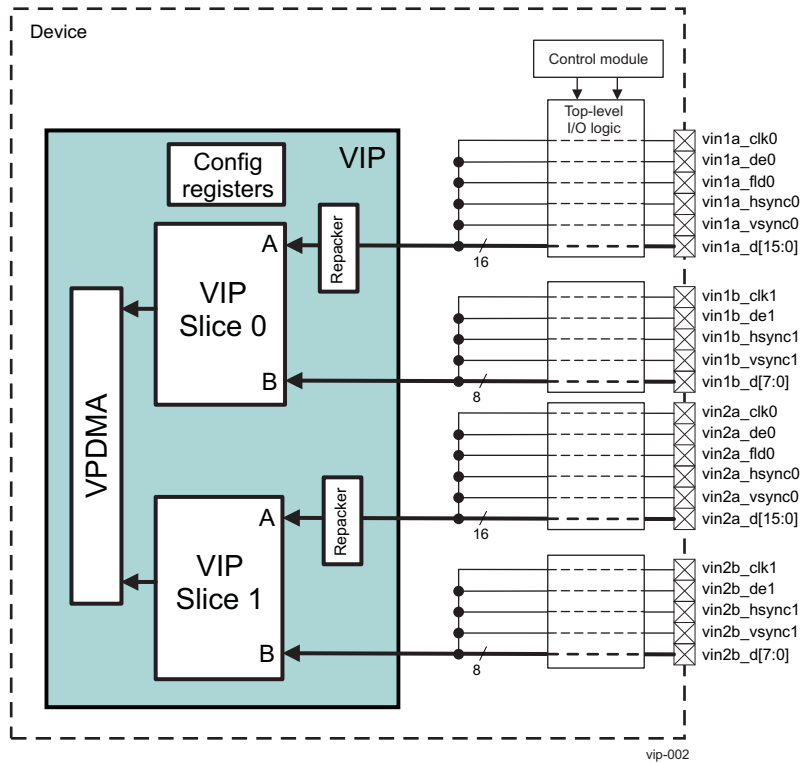 Device
Control module
Top-level
I/O logic
VIP
Config
registers
Repacker
A
VIP
Slice 0
B
VPDMA
16
8
vin1a_clk0
vin1a_de0
vin1a_fld0
vin1a_hsync0
vin1a_vsync0
vin1a_d[15:0]
vin1b_clk1
vin1b_de1
vin1b_hsync1
vin1b_vsync1
vin1b_d[7:0]
Repacker
A
VIP
Slice 1
B
16
8
vin2a_clk0
vin2a_de0
vin2a_fld0
vin2a_hsync0
vin2a_vsync0
vin2a_d[15:0]
vin2b_clk1
vin2b_de1
vin2b_hsync1
vin2b_vsync1
vin2b_d[7:0]
vip-002